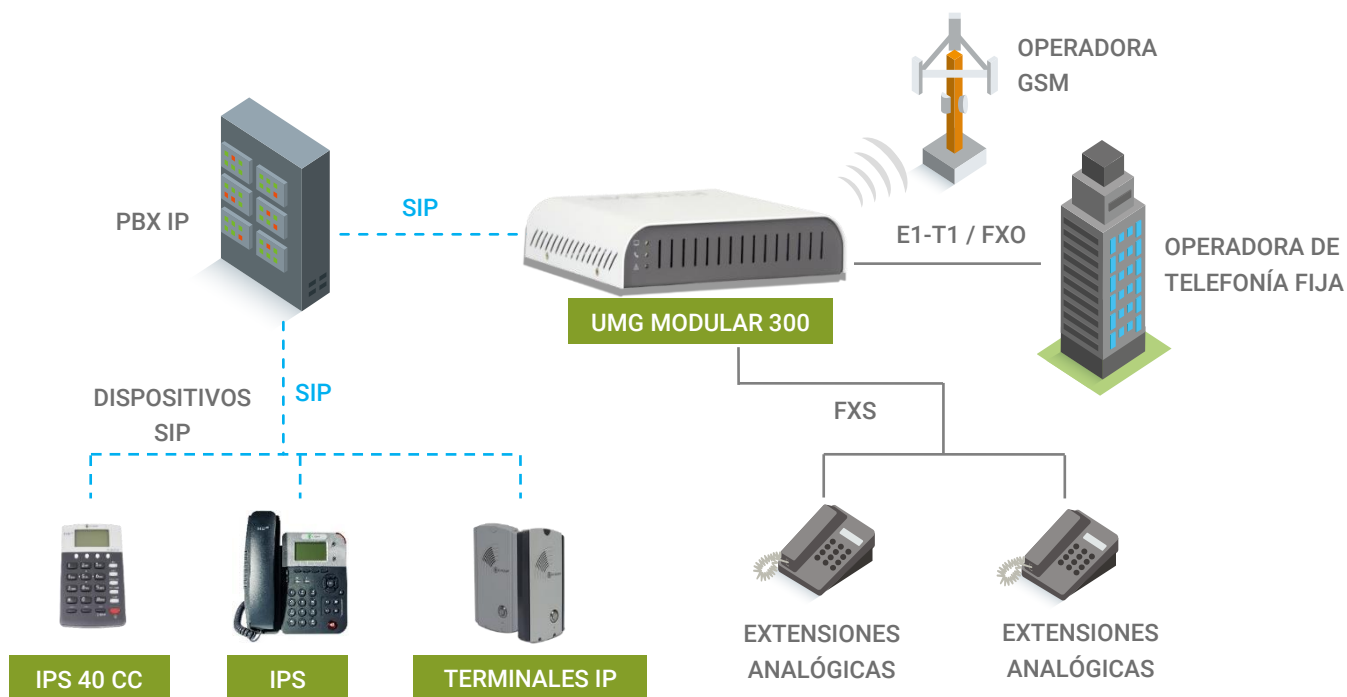 OPERADORA
GSM
PBX IP
SIP
E1-T1 / FXO
OPERADORA DE
TELEFONÍA FIJA
UMG MODULAR 300
DISPOSITIVOS
SIP
SIP
FXS
IPS 40 CC
IPS
TERMINALES IP
EXTENSIONES
ANALÓGICAS
EXTENSIONES
ANALÓGICAS